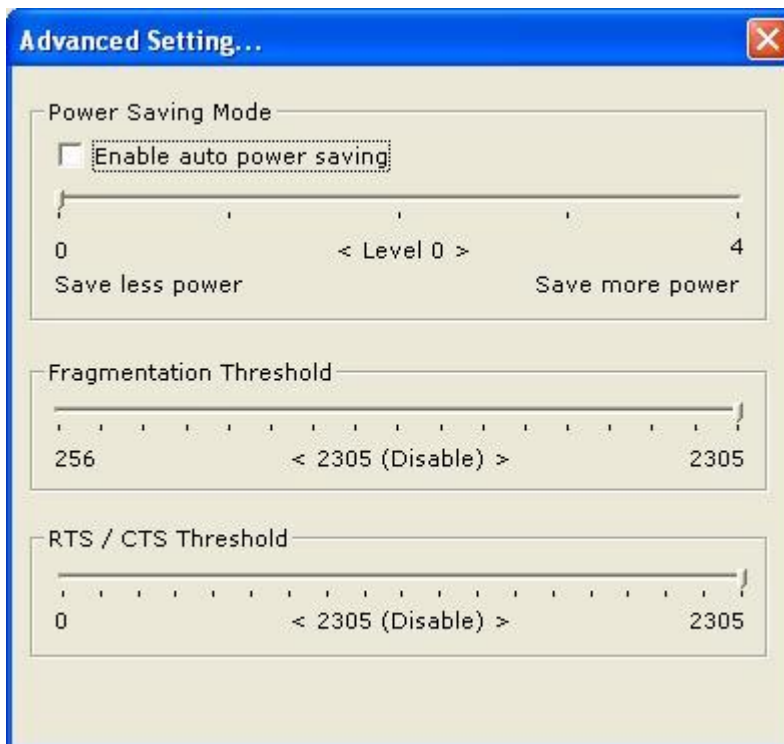 Advanced Setting...
Power Saving Mode
Enable auto power saving
0 < Level 0 > 4
Save less power Save more power
Fragmentation Threshold
256 < 2305 (Disable) > 2305
RTS / CTS Threshold
0 < 2305 (Disable) > 2305